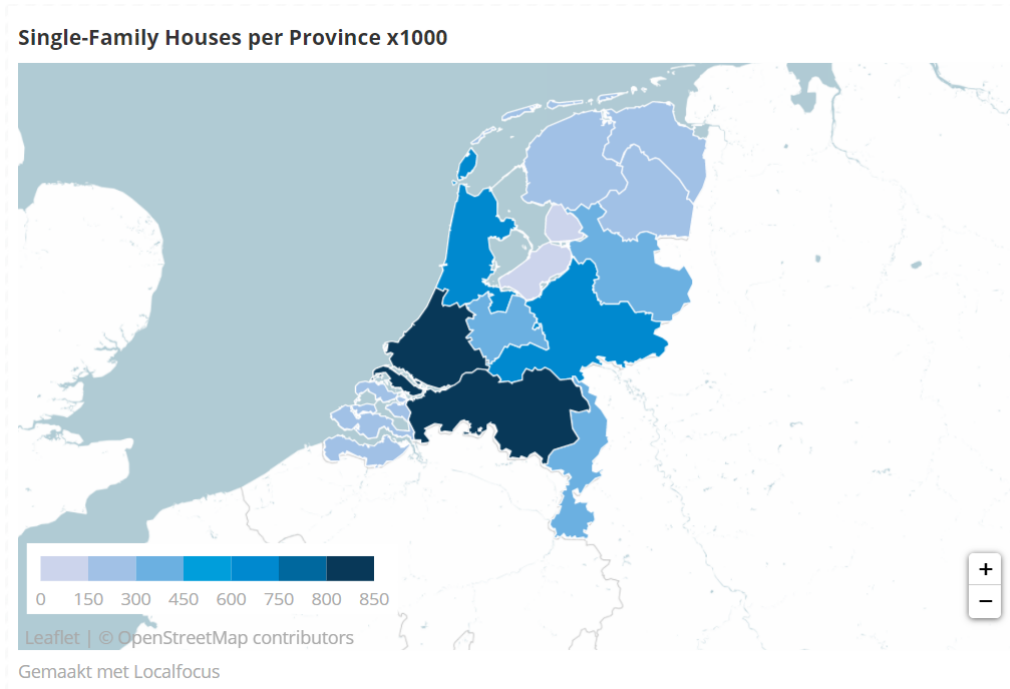 Single-Family Houses per Province x1000
+
−
0 150 300 450 600 750 800 850
Leaflet | © OpenStreetMap contributors
Gemaakt met Localfocus